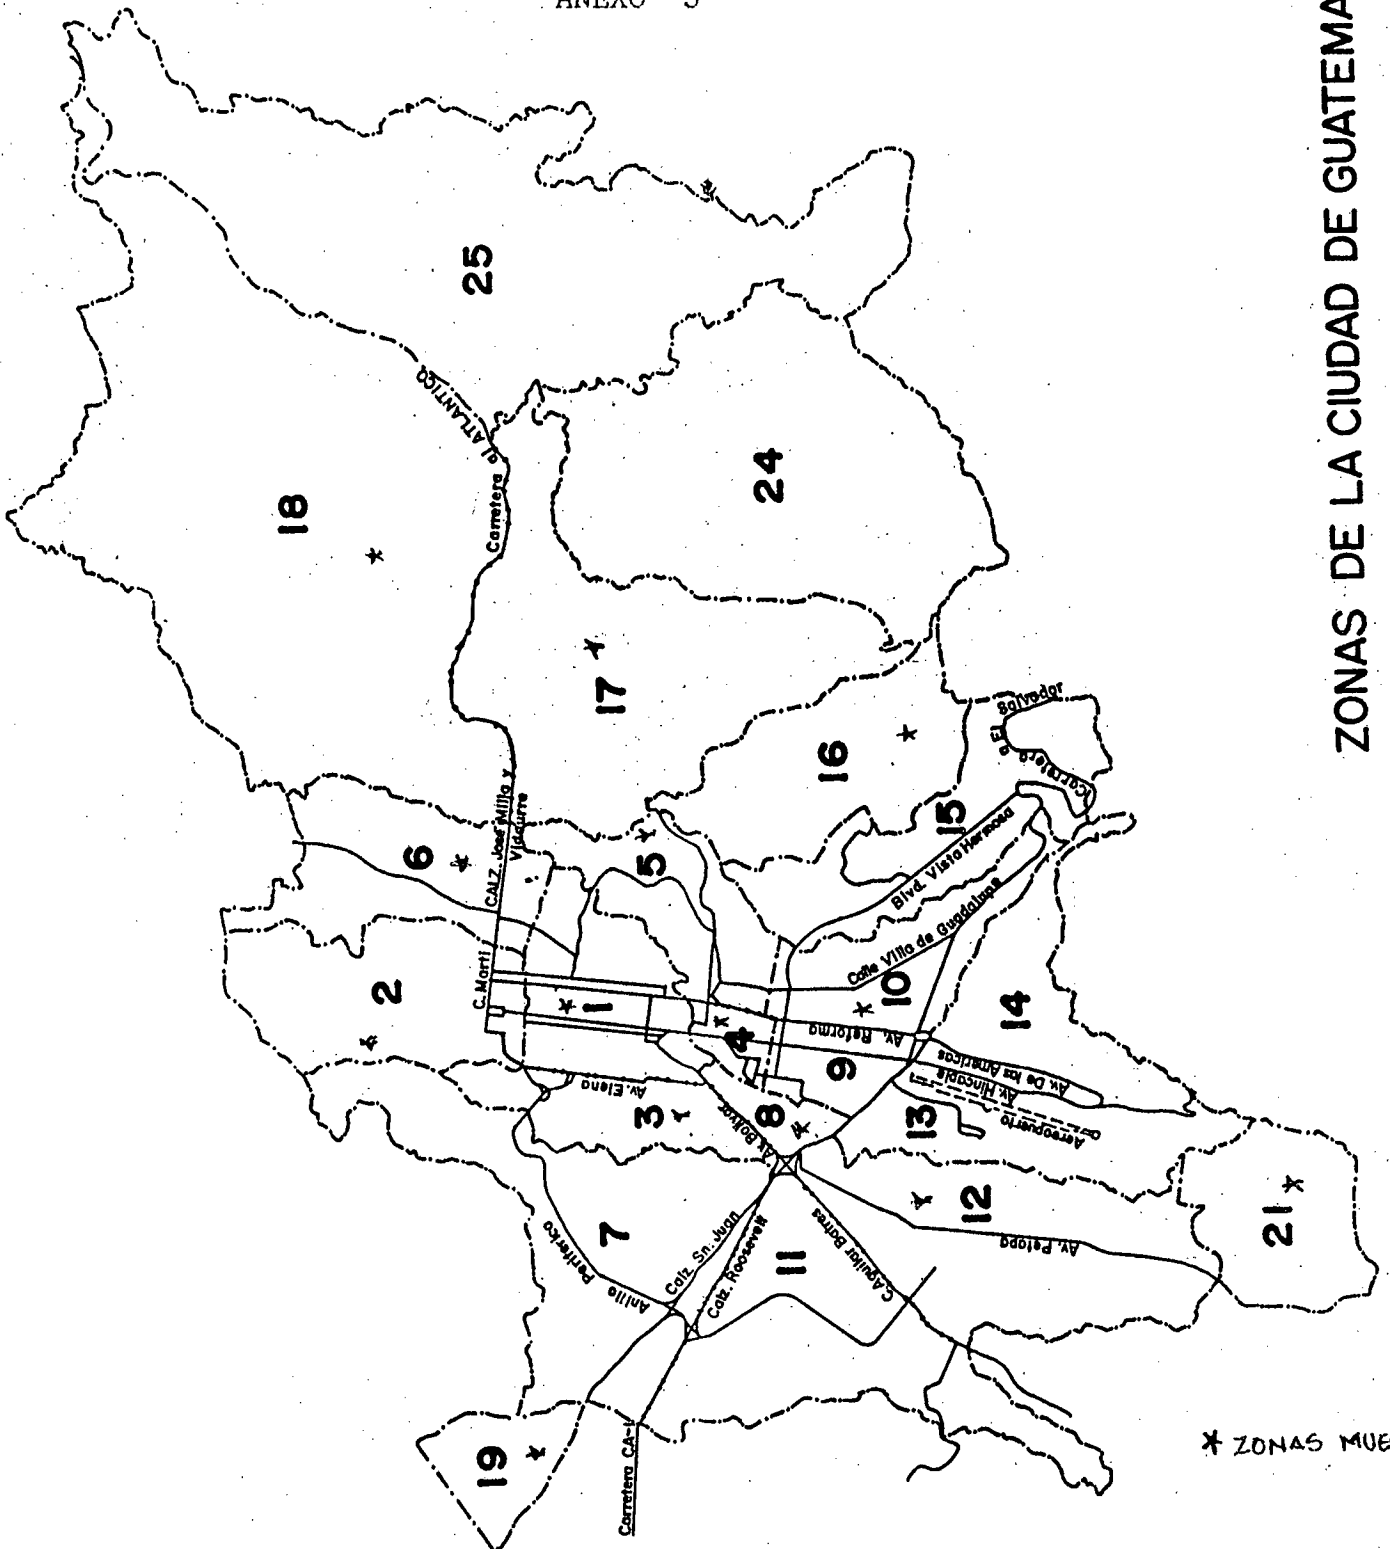 ANEXO
ZONAS DE LA CIUDAD DE GUATEMA
25
18
Carretera al ATLANTICO
24
17
16
6
CALZ. José Milla y
Vidaurre
5
15
Carretera a El Salvador
Blvd. Vista Hermosa
Calle Villa de Guadalupe
2
C. Martí
1
10
14
4
Av. Reforma
9
Av. De las Américas
Av. Hincapié
Aeropuerto
13
Av. Elena
3
Av. Bolívar
8
7
Anillo Periférico
Calz. Sn. Juan
Calz. Roosevelt
11
C. Aguilar Batres
12
Av. Petapa
21
19
Carretera CA-1
* ZONAS MUE